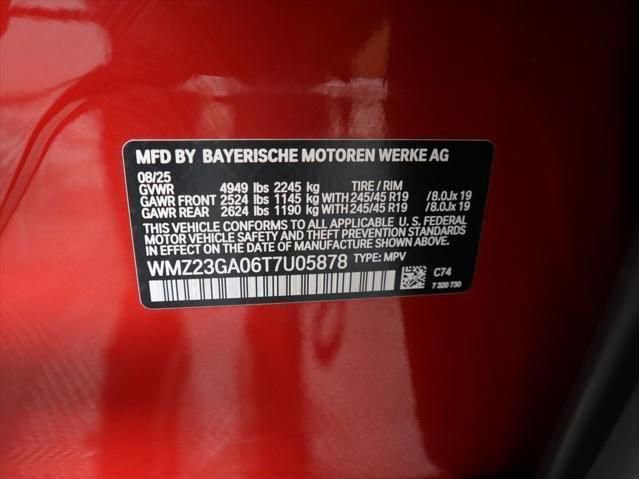 MFD BY BAYERISCHE MOTOREN WERKE AG
08/25
GVWR 4949 lbs 2245 kg TIRE / RIM
GAWR FRONT 2524 lbs 1145 kg WITH 245/45 R19 /8.0Jx 19
GAWR REAR 2624 lbs 1190 kg WITH 245/45 R19 /8.0Jx 19
THIS VEHICLE CONFORMS TO ALL APPLICABLE U. S. FEDERAL
MOTOR VEHICLE SAFETY, BUMPER, AND THEFT
PREVENTION STANDARDS IN EFFECT ON THE
DATE OF MANUFACTURE SHOWN ABOVE.
WMZ23GA06T7U05878 TYPE: MPV
C74
7 320 730